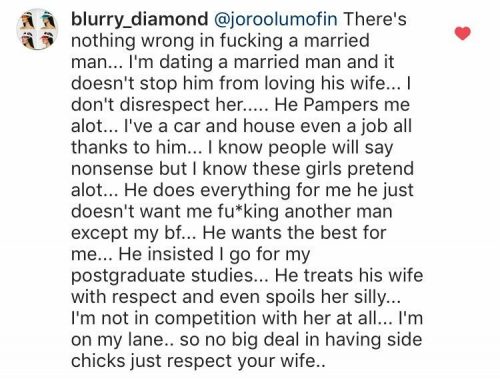 blurry_diamond @joroolumofin There's
nothing wrong in fucking a married
man... I'm dating a married man and it
doesn't stop him from loving his wife... I
don't disrespect her..... He Pampers me
alot... I've a car and house even a job all
thanks to him... I know people will say
nonsense but I know these girls pretend
alot... He does everything for me he just
doesn't want me fu*king another man
except my bf... He wants the best for
me... He insisted I go for my
postgraduate studies... He treats his wife
with respect and even spoils her silly...
I'm not in competition with her at all... I'm
on my lane.. so no big deal in having side
chicks just respect your wife..